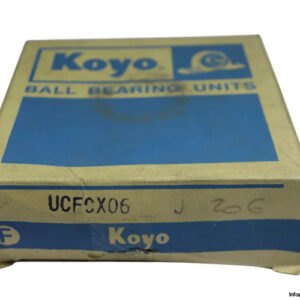 Koyo
BALL BEARING UNITS
UCFCX06 J 206
F Koyo